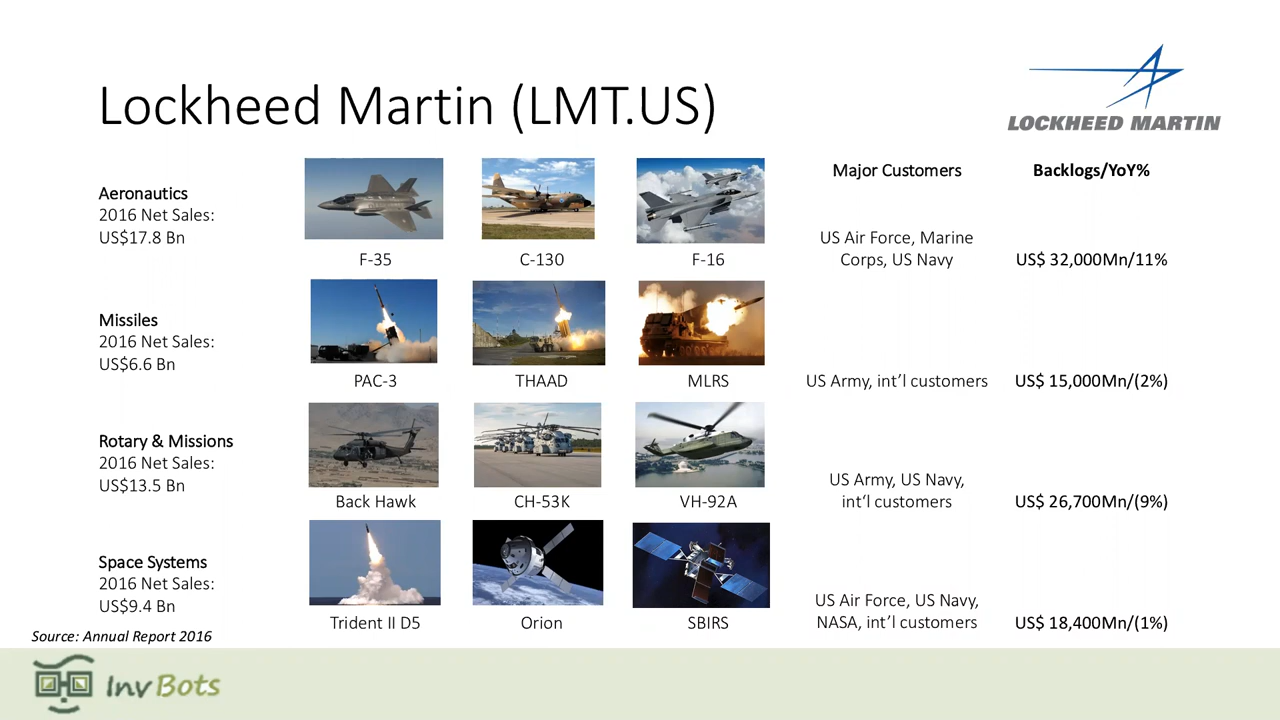 Lockheed Martin (LMT.US)
LOCKHEED MARTIN
Major Customers
Backlogs/YoY%
Aeronautics
2016 Net Sales:
US$17.8 Bn
F-35
C-130
F-16
US Air Force, Marine
Corps, US Navy
US$ 32,000Mn/11%
Missiles
2016 Net Sales:
US$6.6 Bn
PAC-3
THAAD
MLRS
US Army, int’l customers
US$ 15,000Mn/(2%)
Rotary & Missions
2016 Net Sales:
US$13.5 Bn
Back Hawk
CH-53K
VH-92A
US Army, US Navy,
int‘l customers
US$ 26,700Mn/(9%)
Space Systems
2016 Net Sales:
US$9.4 Bn
Trident II D5
Orion
SBIRS
US Air Force, US Navy,
NASA, int’l customers
US$ 18,400Mn/(1%)
Source: Annual Report 2016
InvBots